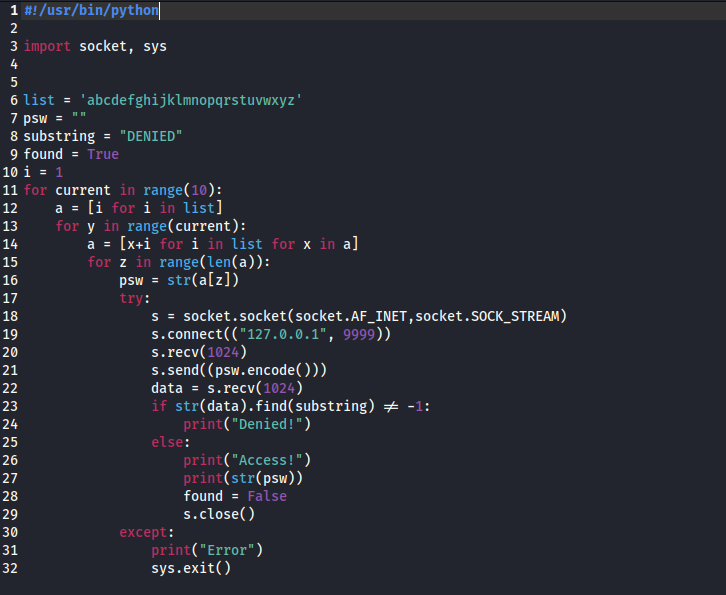 1 #!/usr/bin/python
2
3 import socket, sys
4
5
6 list = 'abcdefghijklmnopqrstuvwxyz'
7 psw = ""
8 substring = "DENIED"
9 found = True
10 i = 1
11 for current in range(10):
12     a = [i for i in list]
13     for y in range(current):
14         a = [x+i for i in list for x in a]
15         for z in range(len(a)):
16             psw = str(a[z])
17             try:
18                 s = socket.socket(socket.AF_INET,socket.SOCK_STREAM)
19                 s.connect(("127.0.0.1", 9999))
20                 s.recv(1024)
21                 s.send((psw.encode()))
22                 data = s.recv(1024)
23                 if str(data).find(substring) ≠ -1:
24                     print("Denied!")
25                 else:
26                     print("Access!")
27                     print(str(psw))
28                     found = False
29                     s.close()
30             except:
31                 print("Error")
32                 sys.exit()